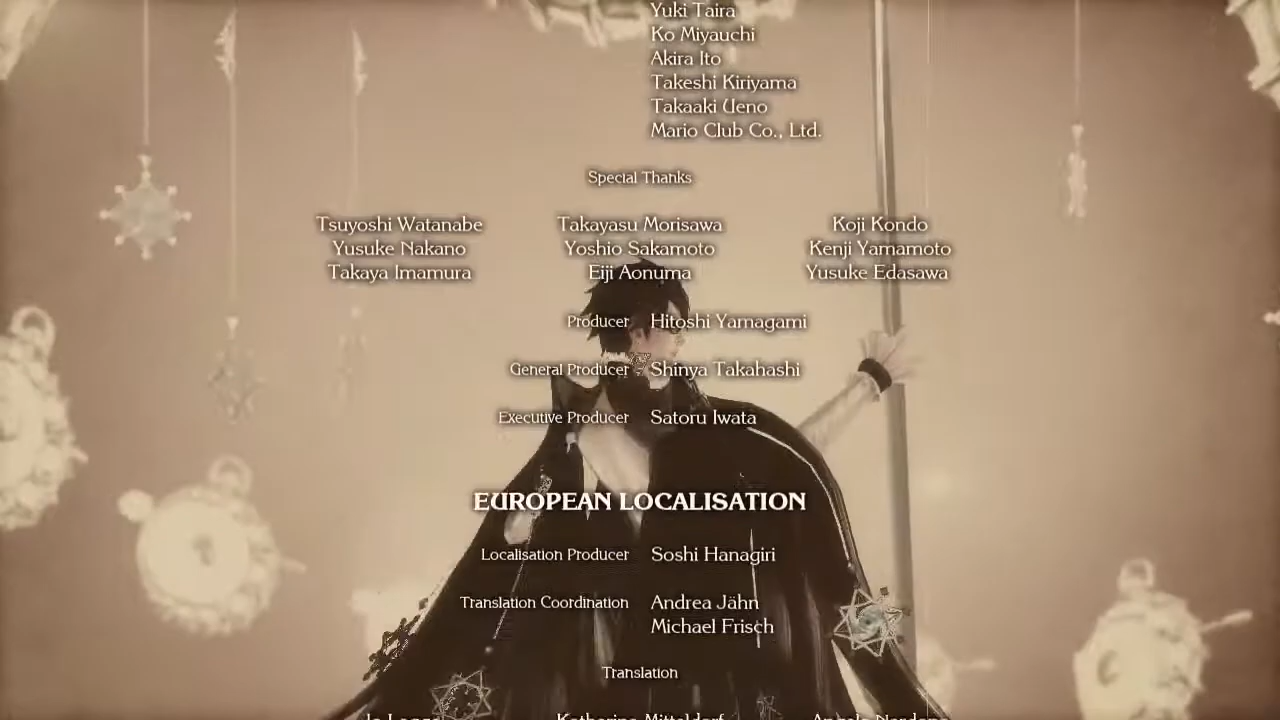 Yuki Taira
Ko Miyauchi
Akira Ito
Takeshi Kiriyama
Takaaki Ueno
Mario Club Co., Ltd.
Special Thanks
Tsuyoshi Watanabe Takayasu Morisawa Koji Kondo
Yusuke Nakano Yoshio Sakamoto Kenji Yamamoto
Takaya Imamura Eiji Aonuma Yusuke Edasawa
Producer Hitoshi Yamagami
General Producer Shinya Takahashi
Executive Producer Satoru Iwata
EUROPEAN LOCALISATION
Localisation Producer Soshi Hanagiri
Translation Coordination Andrea Jähn
Michael Frisch
Translation
Katharina Mitteldorf